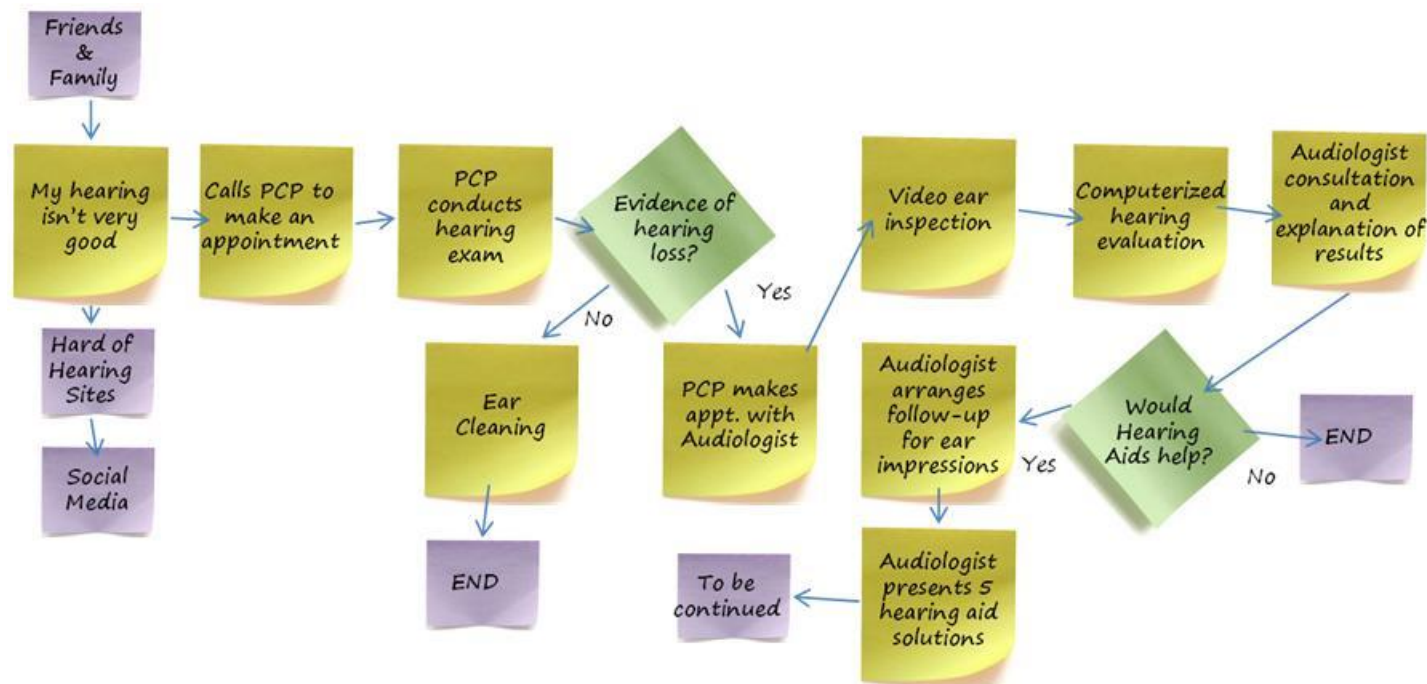 Friends
&
Family
My hearing
isn't very
good
Calls PCP to
make an
appointment
PCP
conducts
hearing
exam
Evidence of
hearing
loss?
Video ear
inspection
Computerized
hearing
evaluation
Audiologist
consultation
and
explanation of
results
Yes
No
Hard of
Hearing
Sites
Social
Media
Ear
Cleaning
END
PCP makes
appt. with
Audiologist
Audiologist
arranges
follow-up
for ear
impressions
Yes
Would
Hearing
Aids help?
No
END
To be
continued
Audiologist
presents 5
hearing aid
solutions